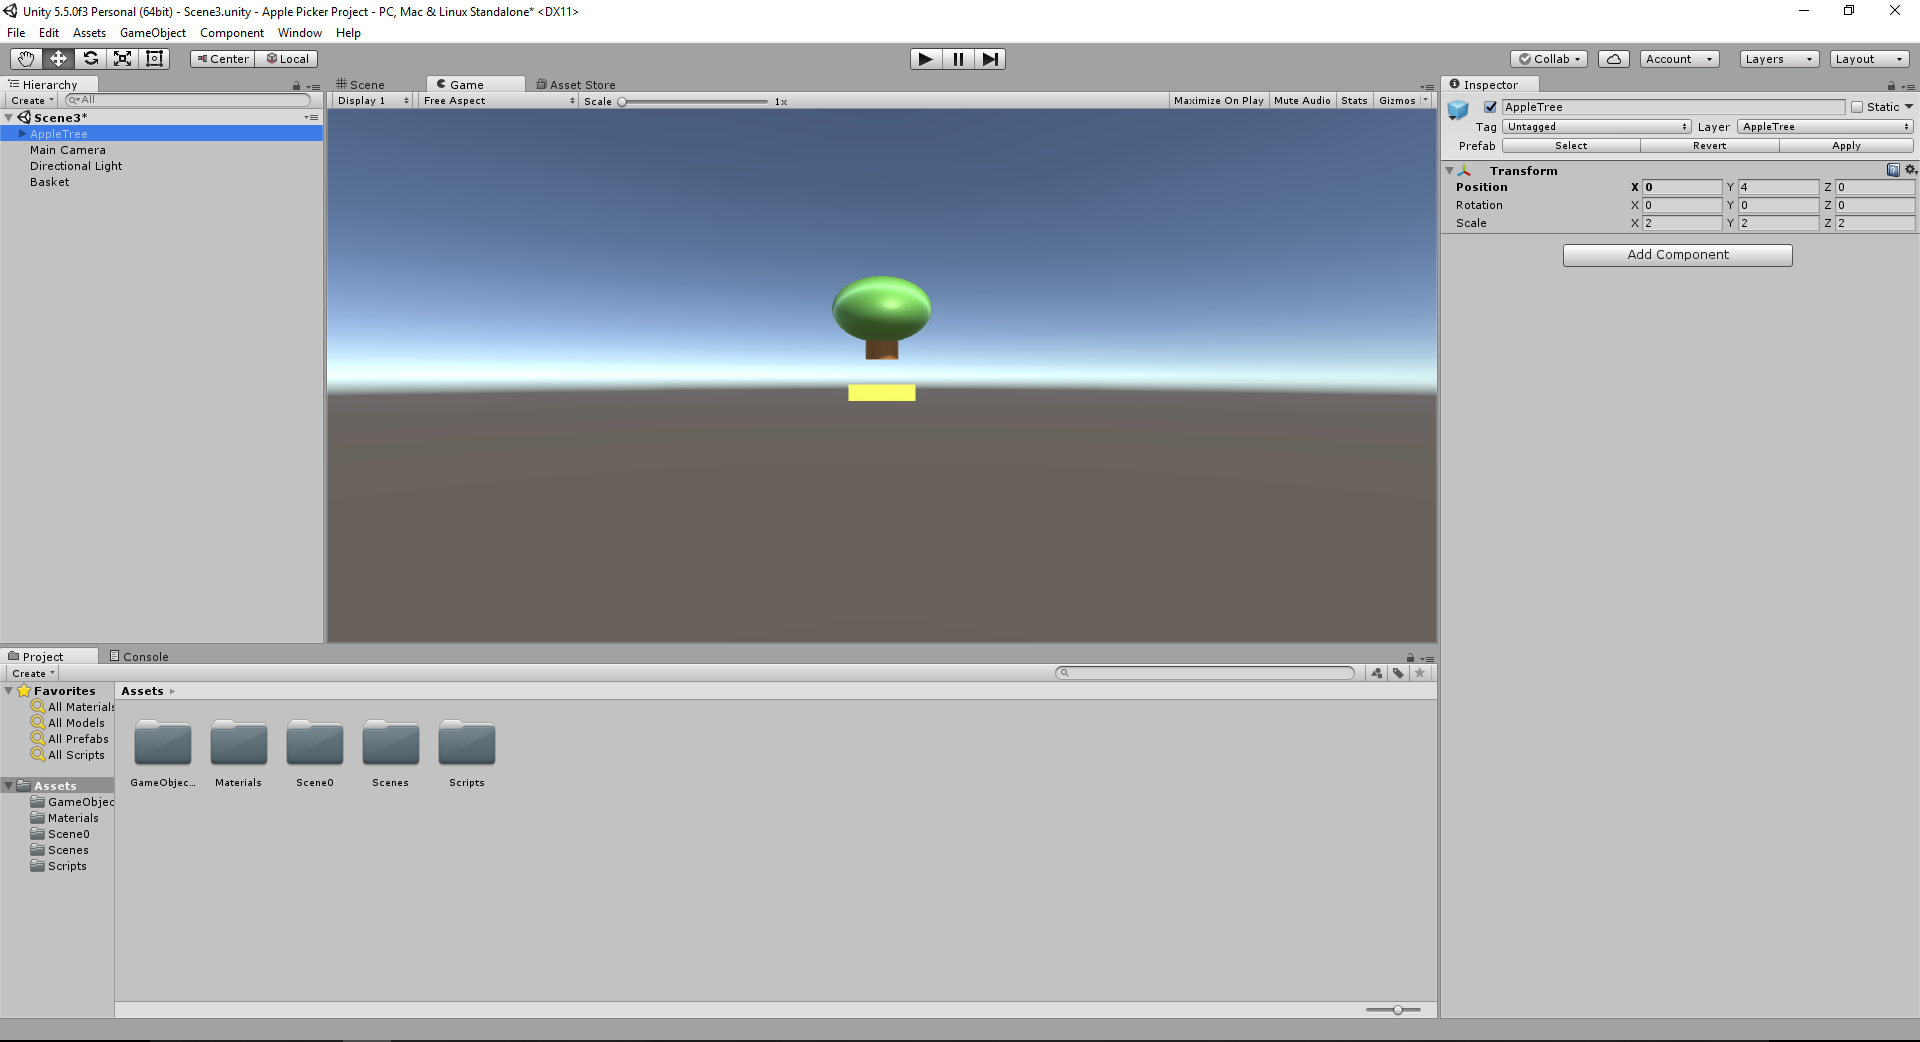 Unity 5.5.0f3 Personal (64bit) - Scene3.unity - Apple Picker Project - PC, Mac & Linux Standalone* <DX11>
File Edit Assets GameObject Component Window Help
Center Local Collab Account Layers Layout
Hierarchy
Create All
Scene3*
AppleTree
Main Camera
Directional Light
Basket
Scene Game Asset Store
Display 1 Free Aspect Scale 1x Maximize On Play Mute Audio Stats Gizmos
Inspector
AppleTree Static
Tag Untagged Layer AppleTree
Prefab Select Revert Apply
Transform
Position X 0 Y 4 Z 0
Rotation X 0 Y 0 Z 0
Scale X 2 Y 2 Z 2
Add Component
Project Console
Create
Favorites
All Materials
All Models
All Prefabs
All Scripts
Assets
GameObjec
Materials
Scene0
Scenes
Scripts
Assets
GameObjec... Materials Scene0 Scenes Scripts